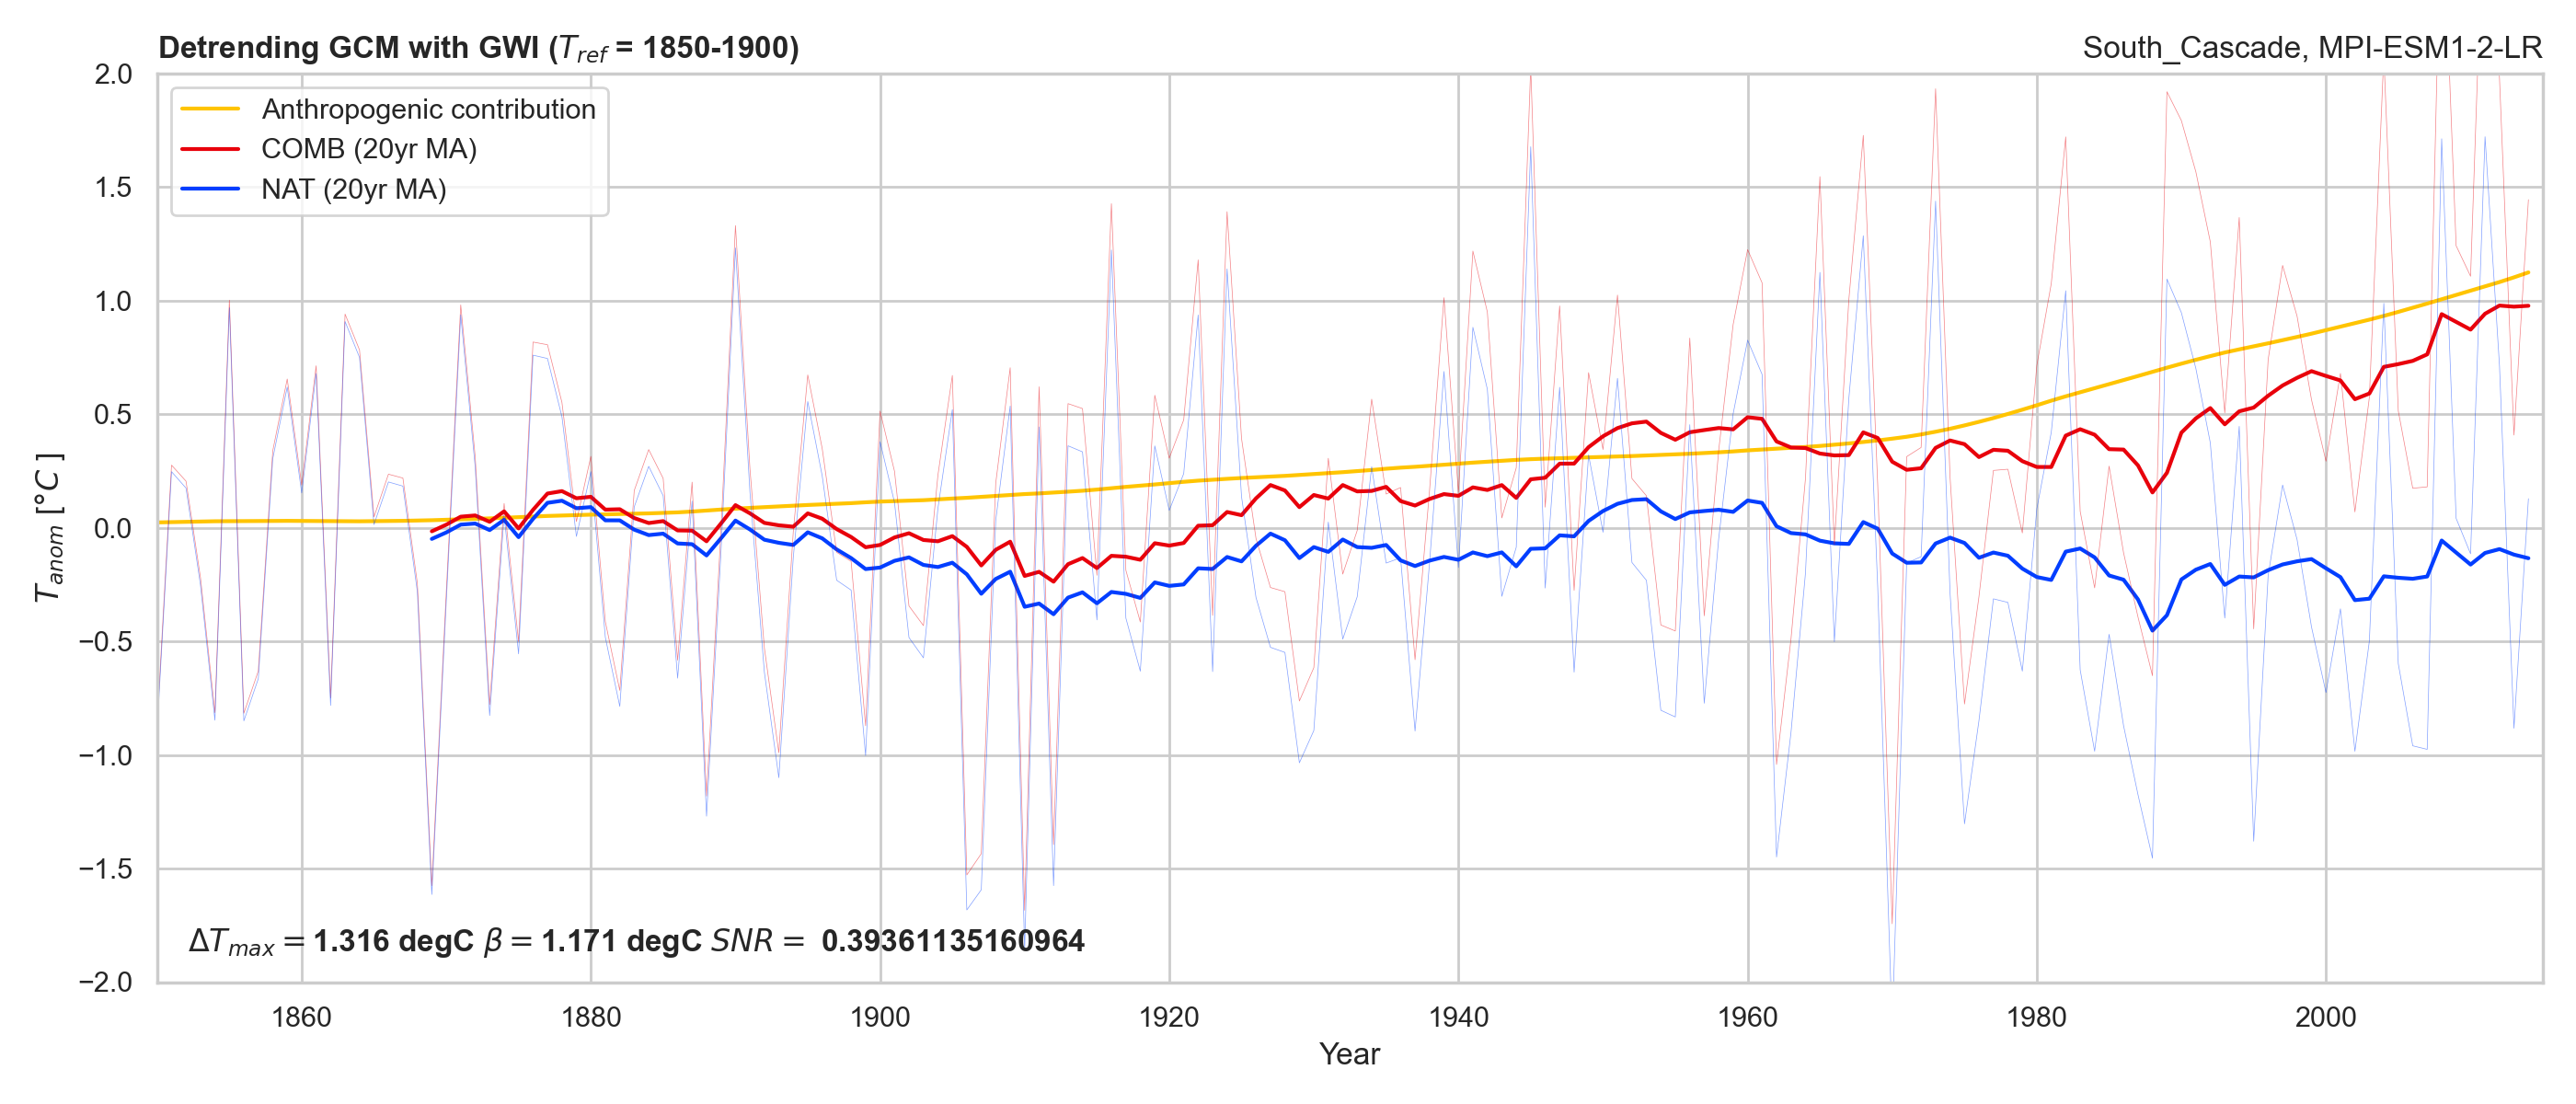 Detrending GCM with GWI (T_ref = 1850-1900)
South_Cascade, MPI-ESM1-2-LR
Anthropogenic contribution
COMB (20yr MA)
NAT (20yr MA)
2.0
1.5
1.0
0.5
0.0
−0.5
−1.0
−1.5
−2.0
T_anom [°C ]
ΔT_max = 1.316 degC β = 1.171 degC SNR = 0.39361135160964
1860 1880 1900 1920 1940 1960 1980 2000
Year